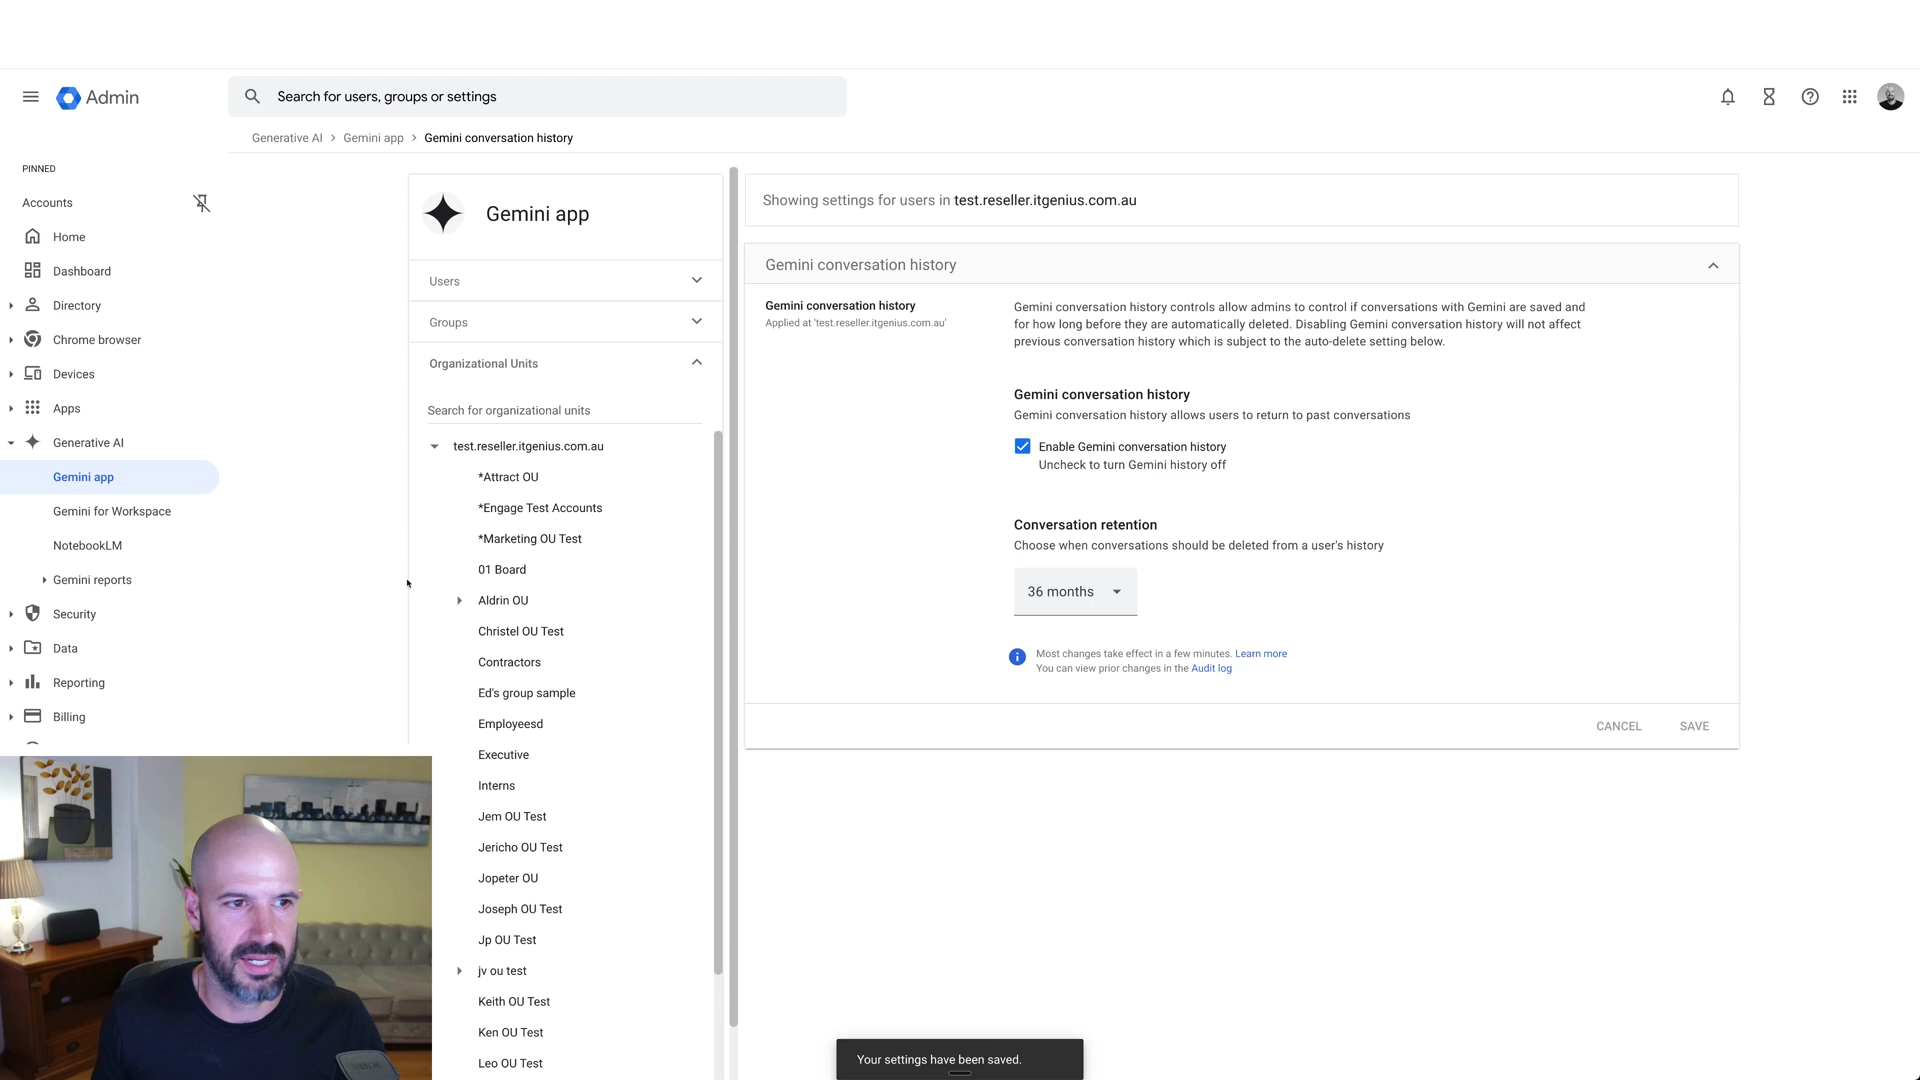 Admin
Search for users, groups or settings
Generative AI > Gemini app > Gemini conversation history
PINNED
Accounts
Home
Dashboard
Directory
Chrome browser
Devices
Apps
Generative AI
Gemini app
Gemini for Workspace
NotebookLM
Gemini reports
Security
Data
Reporting
Billing
Gemini app
Users
Groups
Organizational Units
Search for organizational units
test.reseller.itgenius.com.au
*Attract OU
*Engage Test Accounts
*Marketing OU Test
01 Board
Aldrin OU
Christel OU Test
Contractors
Ed's group sample
Employeesd
Executive
Interns
Jem OU Test
Jericho OU Test
Jopeter OU
Joseph OU Test
Jp OU Test
jv ou test
Keith OU Test
Ken OU Test
Leo OU Test
Showing settings for users in test.reseller.itgenius.com.au
Gemini conversation history
Gemini conversation history
Applied at 'test.reseller.itgenius.com.au'
Gemini conversation history controls allow admins to control if conversations with Gemini are saved and
for how long before they are automatically deleted. Disabling Gemini conversation history will not affect
previous conversation history which is subject to the auto-delete setting below.
Gemini conversation history
Gemini conversation history allows users to return to past conversations
Enable Gemini conversation history
Uncheck to turn Gemini history off
Conversation retention
Choose when conversations should be deleted from a user's history
36 months
Most changes take effect in a few minutes. Learn more
You can view prior changes in the Audit log
CANCEL SAVE
Your settings have been saved.